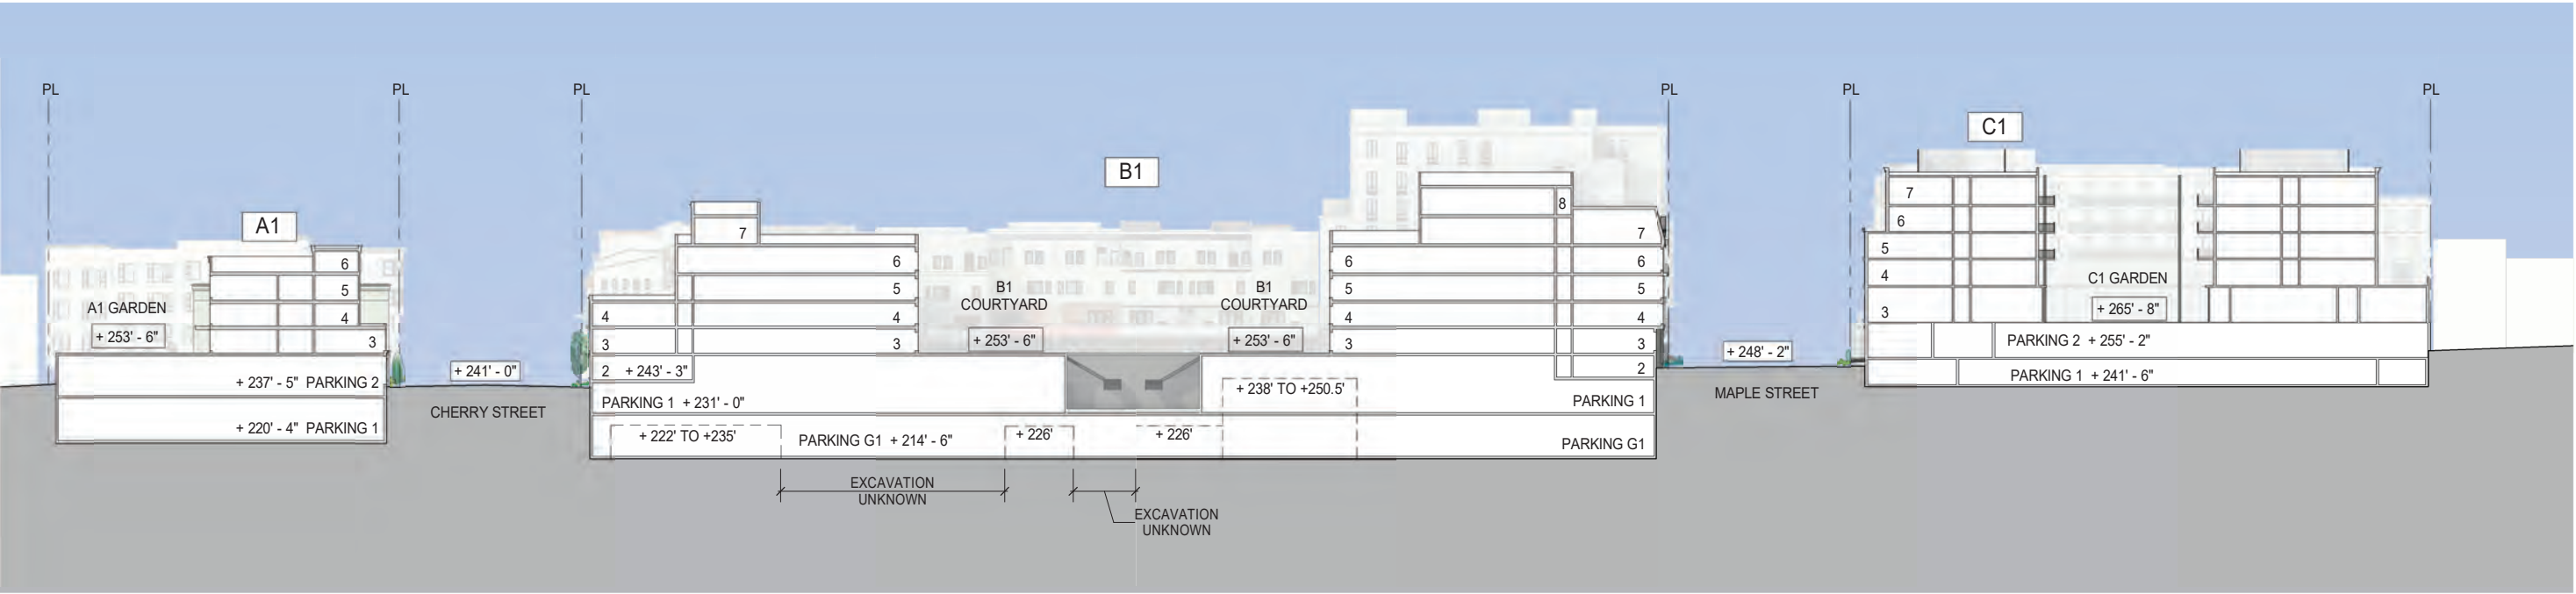 PL
PL
PL
PL
PL
PL
A1
B1
C1
A1 GARDEN
+ 253' - 6"
6
5
4
3
+ 237' - 5" PARKING 2
+ 220' - 4" PARKING 1
+ 241' - 0"
CHERRY STREET
7
6
5
4
4
3
3
2 + 243' - 3"
PARKING 1 + 231' - 0"
+ 222' TO +235'
PARKING G1 + 214' - 6"
+ 226'
+ 226'
B1
COURTYARD
+ 253' - 6"
B1
COURTYARD
+ 253' - 6"
+ 238' TO +250.5'
8
7
6
6
5
5
4
4
3
3
2
PARKING 1
PARKING G1
EXCAVATION
UNKNOWN
EXCAVATION
UNKNOWN
+ 248' - 2"
MAPLE STREET
7
6
5
4
3
C1 GARDEN
+ 265' - 8"
PARKING 2 + 255' - 2"
PARKING 1 + 241' - 6"